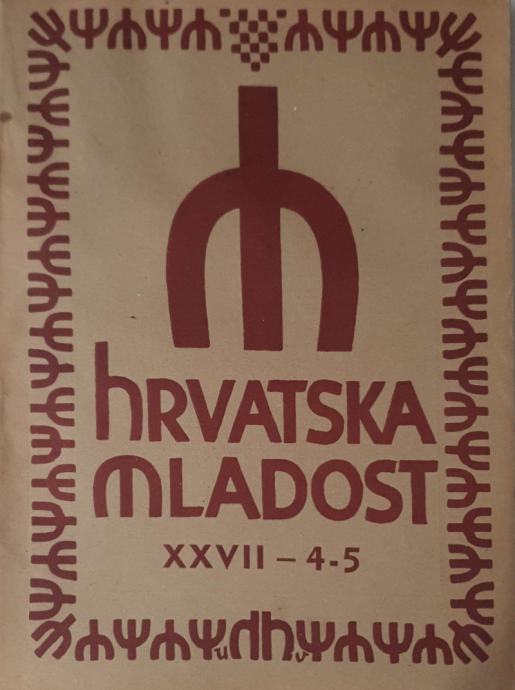 hRVATSKA
MLADOST
XXVII – 4-5